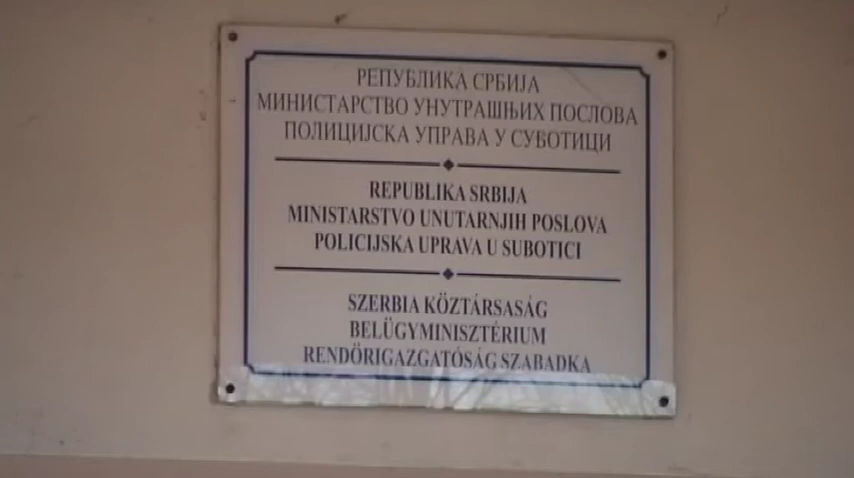 РЕПУБЛИКА СРБИЈА
МИНИСТАРСТВО УНУТРАШЊИХ ПОСЛОВА
ПОЛИЦИЈСКА УПРАВА У СУБОТИЦИ
REPUBLIKA SRBIJA
MINISTARSTVO UNUTARNJIH POSLOVA
POLICIJSKA UPRAVA U SUBOTICI
SZERBIA KÖZTÁRSASÁG
BELÜGYMINISZTÉRIUM
RENDÖRIGAZGATÓSÁG SZABADKA